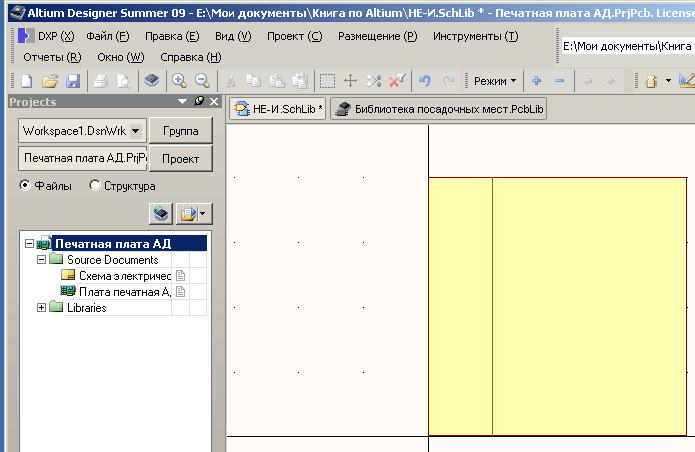 Altium Designer Summer 09 - E:\Мои документы\Книга по Altium\НЕ-И.SchLib * - Печатная плата АД.PrjPcb. License
DXP (X) Файл (F) Правка (E) Вид (V) Проект (C) Размещение (P) Инструменты (T)
E:\Мои документы\Книга
Отчеты (R) Окно (W) Справка (H)
Режим
Projects
НЕ-И.SchLib * Библиотека посадочных мест.PcbLib
Workspace1.DsnWrk Группа
Печатная плата АД.PrjPc Проект
Файлы Структура
Печатная плата АД
Source Documents
Схема электричес
Плата печатная А,
Libraries